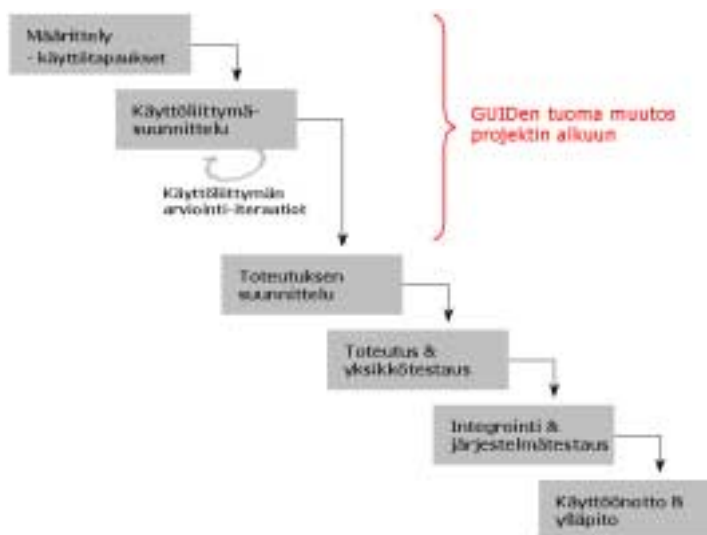 Määrittely
- käyttötapaukset
Käyttöliittymä-
suunnittelu
GUIDen tuoma muutos
projektin alkuun
Käyttöliittymän
arviointi-iteraatiot
Toteutuksen
suunnittelu
Toteutus &
yksikkötestaus
Integrointi &
järjestelmätestaus
Käyttöönotto &
ylläpito